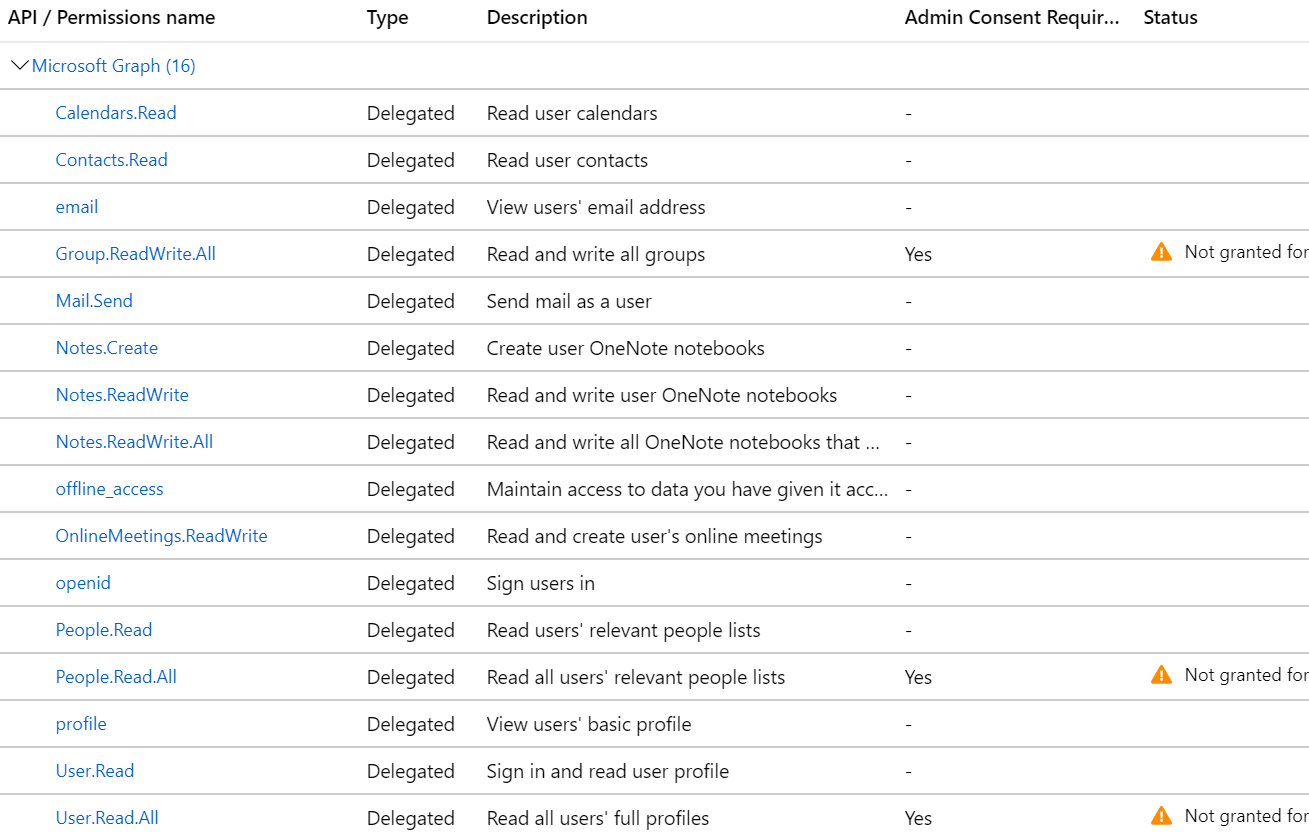 API / Permissions name Type Description Admin Consent Requir... Status
Microsoft Graph (16)
Calendars.Read Delegated Read user calendars -
Contacts.Read Delegated Read user contacts -
email Delegated View users' email address -
Group.ReadWrite.All Delegated Read and write all groups Yes Not granted for
Mail.Send Delegated Send mail as a user -
Notes.Create Delegated Create user OneNote notebooks -
Notes.ReadWrite Delegated Read and write user OneNote notebooks -
Notes.ReadWrite.All Delegated Read and write all OneNote notebooks that ... -
offline_access Delegated Maintain access to data you have given it acc... -
OnlineMeetings.ReadWrite Delegated Read and create user's online meetings -
openid Delegated Sign users in -
People.Read Delegated Read users' relevant people lists -
People.Read.All Delegated Read all users' relevant people lists Yes Not granted for
profile Delegated View users' basic profile -
User.Read Delegated Sign in and read user profile -
User.Read.All Delegated Read all users' full profiles Yes Not granted for